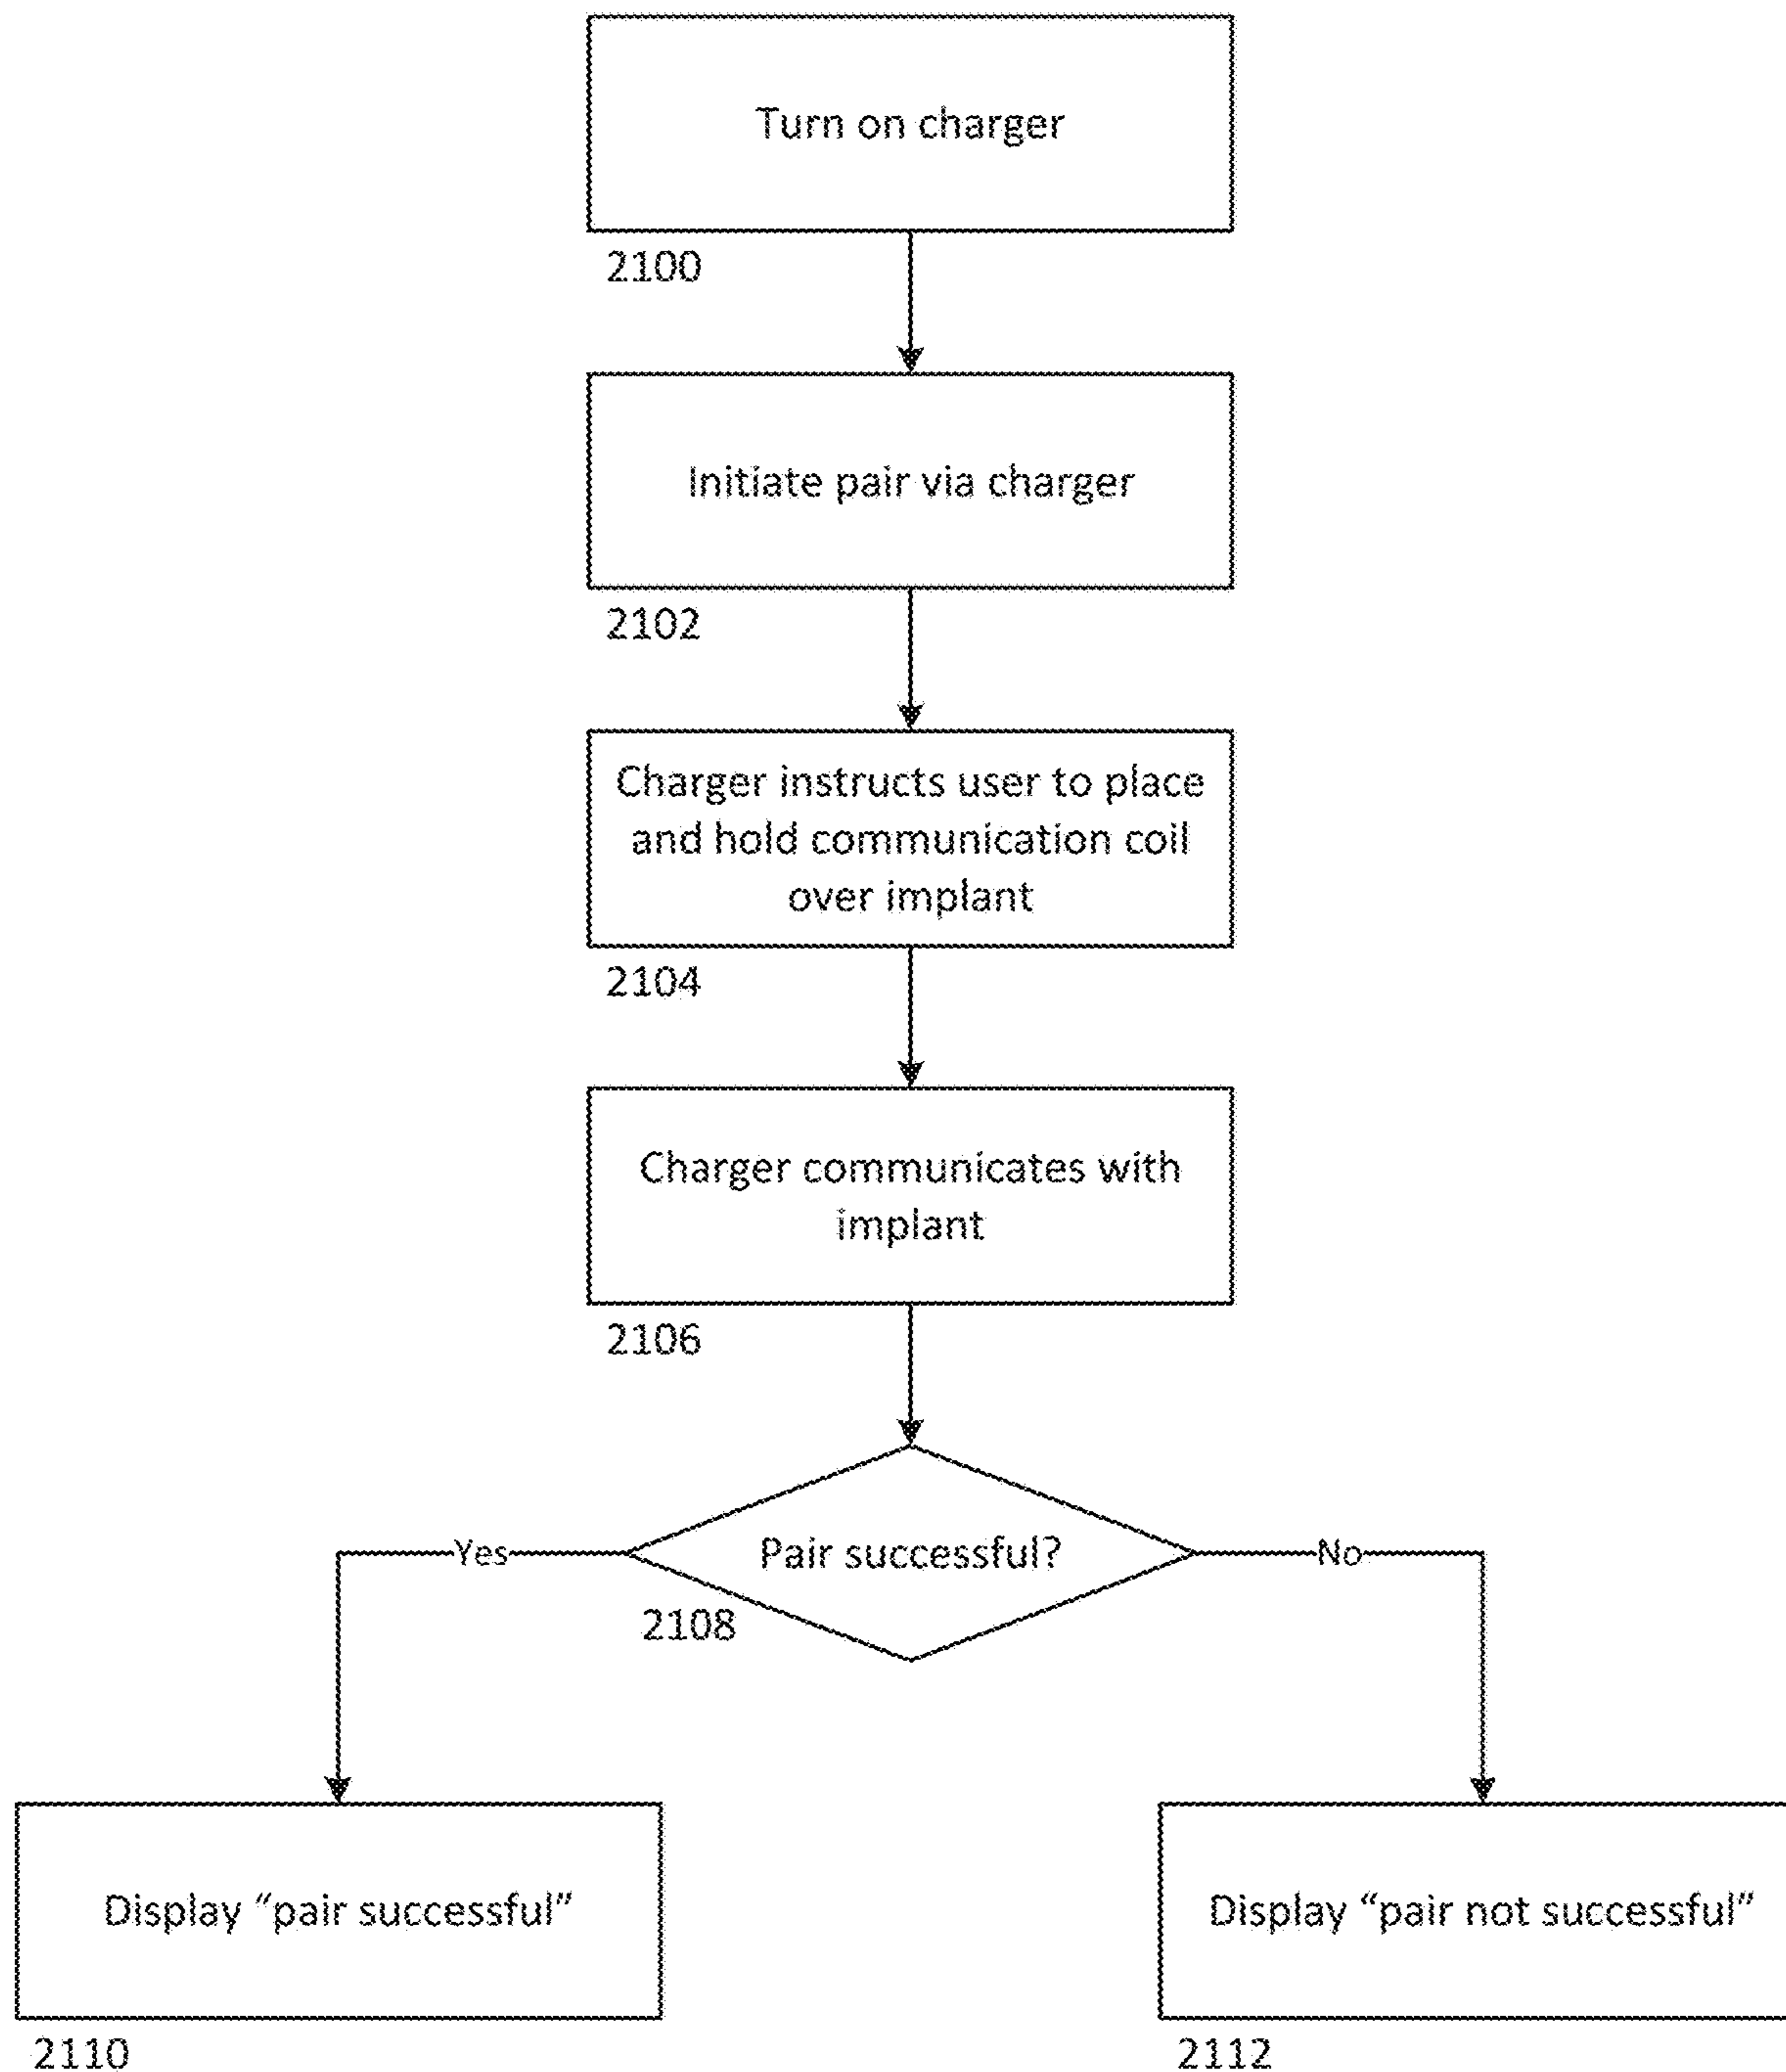 Turn on charger
2100
Initiate pair via charger
2102
Charger instructs user to place
and hold communication coil
over implant
2104
Charger communicates with
implant
2106
Yes
Pair successful?
No
2108
Display “pair successful”
Display “pair not successful”
2110
2112